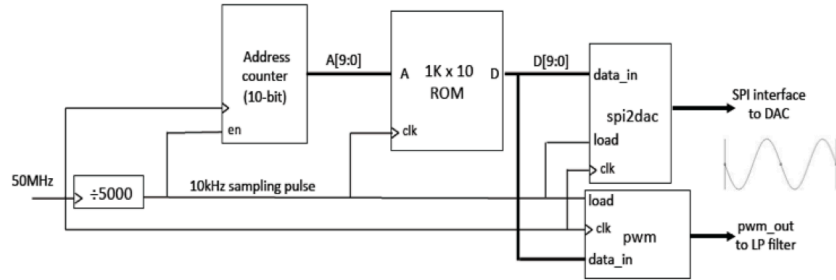 Address
counter
(10-bit)
en
A[9:0]
A
1K x 10
ROM
D
clk
D[9:0]
data_in
spi2dac
load
clk
SPI interface
to DAC
50MHz
÷5000
10kHz sampling pulse
load
clk
pwm
data_in
pwm_out
to LP filter